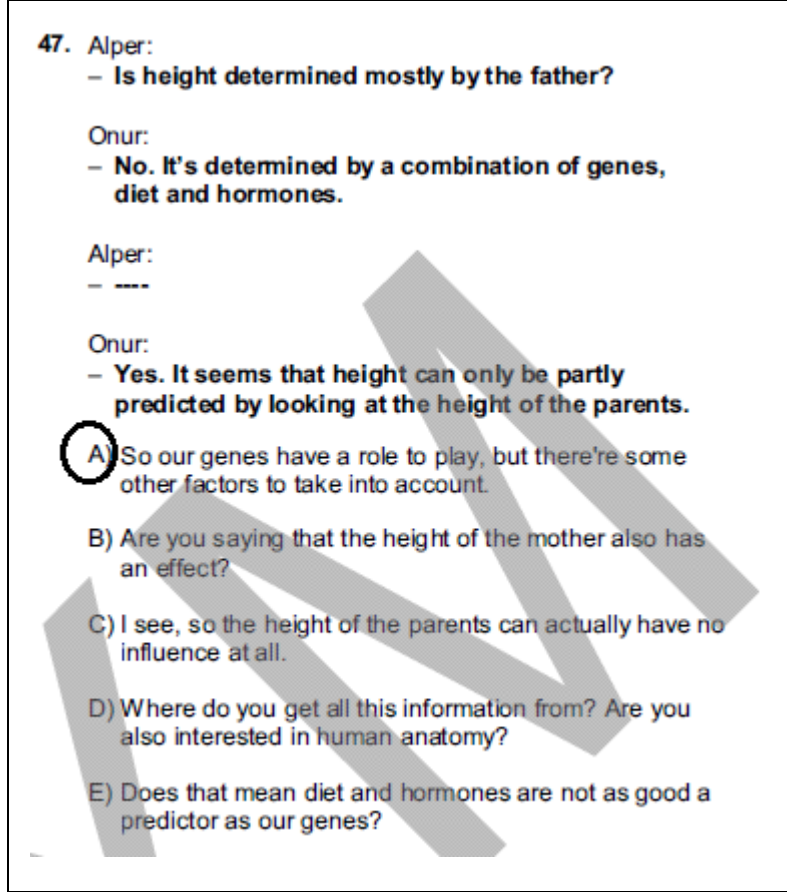 47. Alper:
– Is height determined mostly by the father?
Onur:
– No. It's determined by a combination of genes,
diet and hormones.
Alper:
– ----
Onur:
– Yes. It seems that height can only be partly
predicted by looking at the height of the parents.
A) So our genes have a role to play, but there're some
other factors to take into account.
B) Are you saying that the height of the mother also has
an effect?
C) I see, so the height of the parents can actually have no
influence at all.
D) Where do you get all this information from? Are you
also interested in human anatomy?
E) Does that mean diet and hormones are not as good a
predictor as our genes?